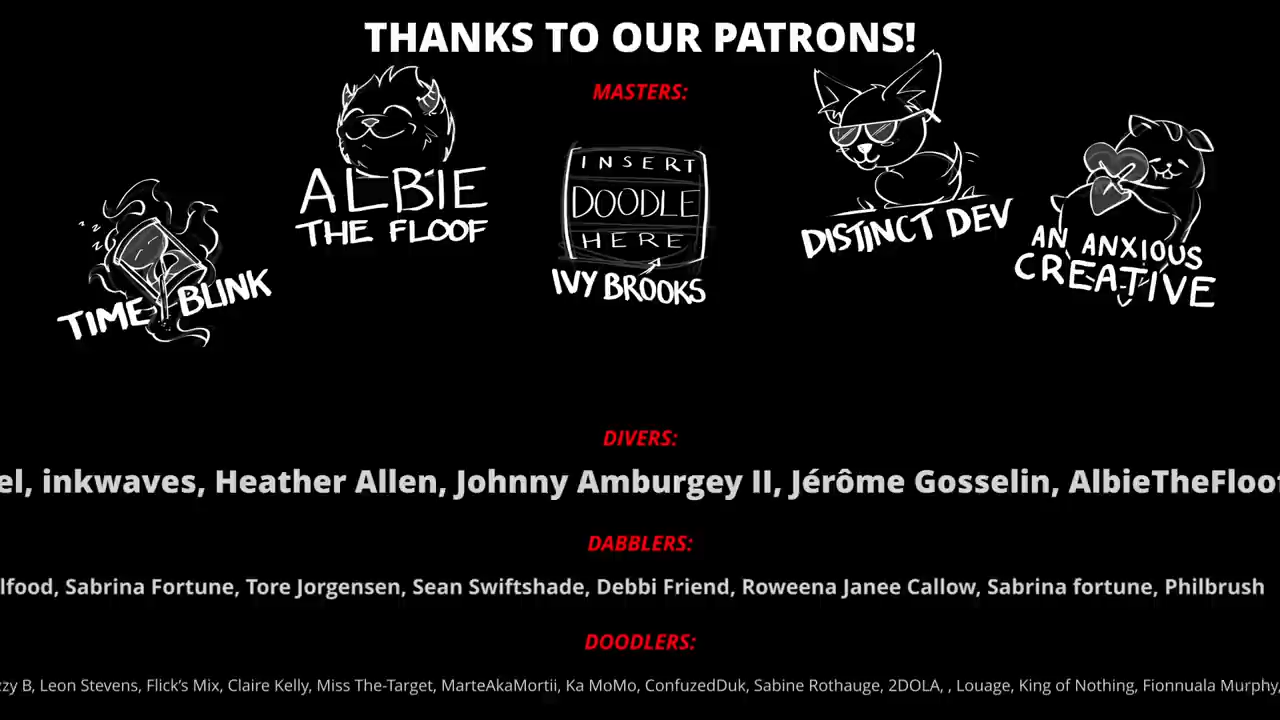 THANKS TO OUR PATRONS!
MASTERS:
TIME BLINK
ALBIE
THE FLOOF
INSERT
DOODLE
HERE
IVY BROOKS
DISTINCT DEV
AN ANXIOUS
CREATIVE
DIVERS:
el, inkwaves, Heather Allen, Johnny Amburgey II, Jérôme Gosselin, AlbieTheFloof
DABBLERS:
lfood, Sabrina Fortune, Tore Jorgensen, Sean Swiftshade, Debbi Friend, Roweena Janee Callow, Sabrina fortune, Philbrush
DOODLERS:
zy B, Leon Stevens, Flick's Mix, Claire Kelly, Miss The-Target, MarteAkaMortii, Ka MoMo, ConfuzedDuk, Sabine Rothauge, 2DOLA, , Louage, King of Nothing, Fionnuala Murphy,